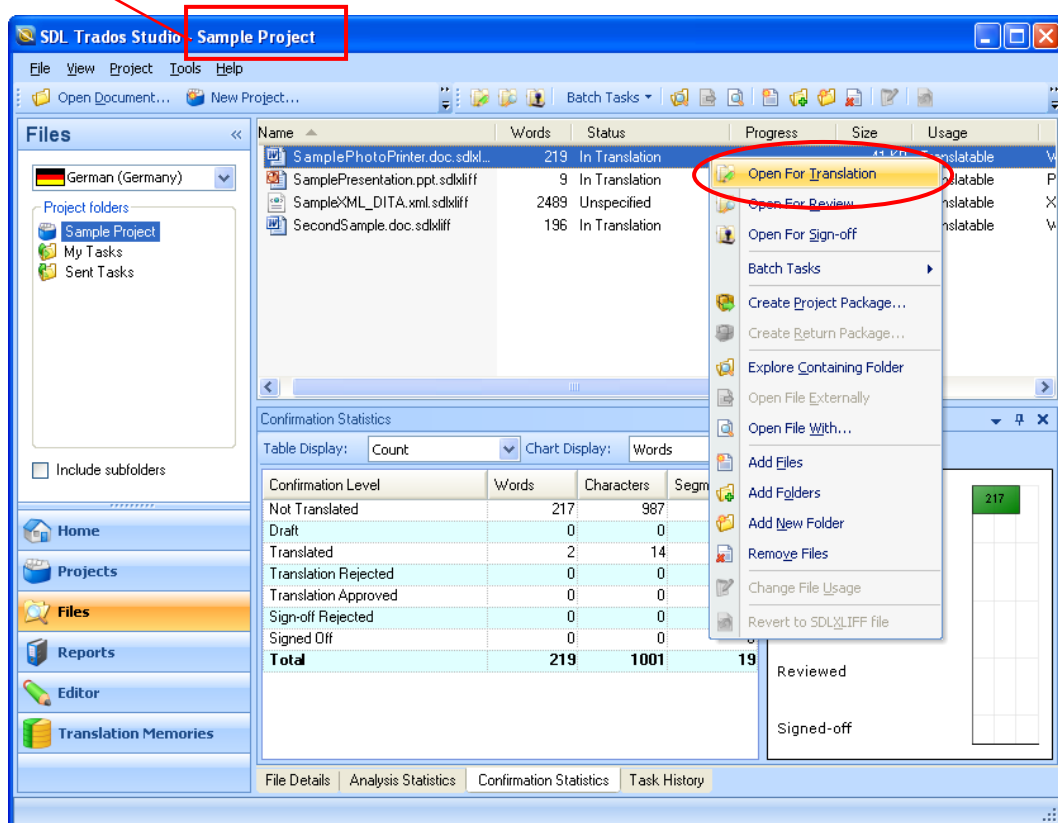 SDL Trados Studio - Sample Project
File View Project Tools Help
Open Document... New Project... Batch Tasks
Files «
German (Germany)
Project folders
Sample Project
My Tasks
Sent Tasks
Include subfolders
Home
Projects
Files
Reports
Editor
Translation Memories
Name Words Status Progress Size Usage
SamplePhotoPrinter.doc.sdlxl... 219 In Translation 41 KB Translatable
SamplePresentation.ppt.sdlxliff 9 In Translation nslatable P
SampleXML_DITA.xml.sdlxliff 2489 Unspecified nslatable X
SecondSample.doc.sdlxliff 196 In Translation nslatable
Open For Translation
Open For Review
Open For Sign-off
Batch Tasks
Create Project Package...
Create Return Package...
Explore Containing Folder
Open File Externally
Open File With...
Add Files
Add Folders
Add New Folder
Remove Files
Change File Usage
Revert to SDLXLIFF file
Confirmation Statistics
Table Display: Count Chart Display: Words
Confirmation Level Words Characters Segm
Not Translated 217 987
Draft 0 0
Translated 2 14
Translation Rejected 0 0
Translation Approved 0 0
Sign-off Rejected 0 0
Signed Off 0 0
Total 219 1001 19
217
Reviewed
Signed-off
File Details Analysis Statistics Confirmation Statistics Task History